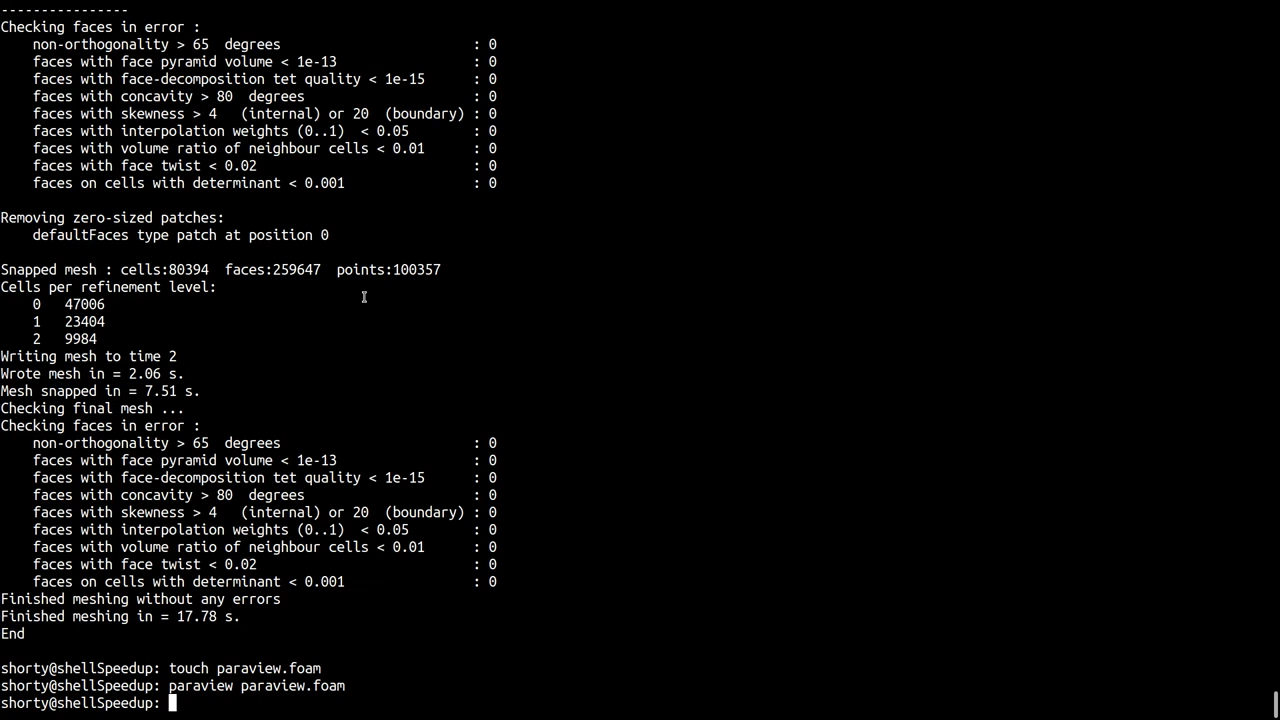 ----------------
Checking faces in error :
    non-orthogonality > 65  degrees                        : 0
    faces with face pyramid volume < 1e-13                 : 0
    faces with face-decomposition tet quality < 1e-15      : 0
    faces with concavity > 80  degrees                     : 0
    faces with skewness > 4   (internal) or 20  (boundary) : 0
    faces with interpolation weights (0..1)  < 0.05        : 0
    faces with volume ratio of neighbour cells < 0.01      : 0
    faces with face twist < 0.02                           : 0
    faces on cells with determinant < 0.001                : 0

Removing zero-sized patches:
    defaultFaces type patch at position 0

Snapped mesh : cells:80394  faces:259647  points:100357
Cells per refinement level:
    0   47006
    1   23404
    2   9984
Writing mesh to time 2
Wrote mesh in = 2.06 s.
Mesh snapped in = 7.51 s.
Checking final mesh ...
Checking faces in error :
    non-orthogonality > 65  degrees                        : 0
    faces with face pyramid volume < 1e-13                 : 0
    faces with face-decomposition tet quality < 1e-15      : 0
    faces with concavity > 80  degrees                     : 0
    faces with skewness > 4   (internal) or 20  (boundary) : 0
    faces with interpolation weights (0..1)  < 0.05        : 0
    faces with volume ratio of neighbour cells < 0.01      : 0
    faces with face twist < 0.02                           : 0
    faces on cells with determinant < 0.001                : 0
Finished meshing without any errors
Finished meshing in = 17.78 s.
End

shorty@shellSpeedup: touch paraview.foam
shorty@shellSpeedup: paraview paraview.foam
shorty@shellSpeedup: